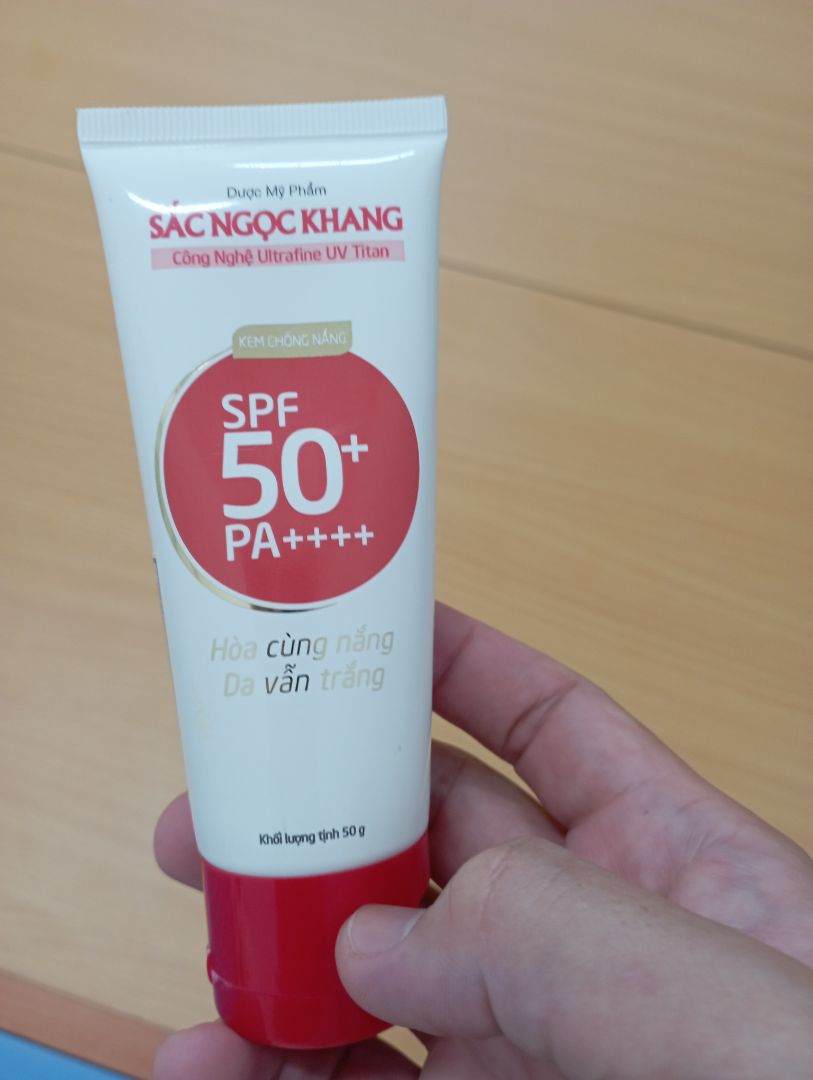 Dược Mỹ Phẩm
SẮC NGỌC KHANG
Công Nghệ Ultrafine UV Titan
KEM CHỐNG NẮNG
SPF
50+
PA++++
Hòa cùng nắng
Da vẫn trắng
Khối lượng tịnh 50 g